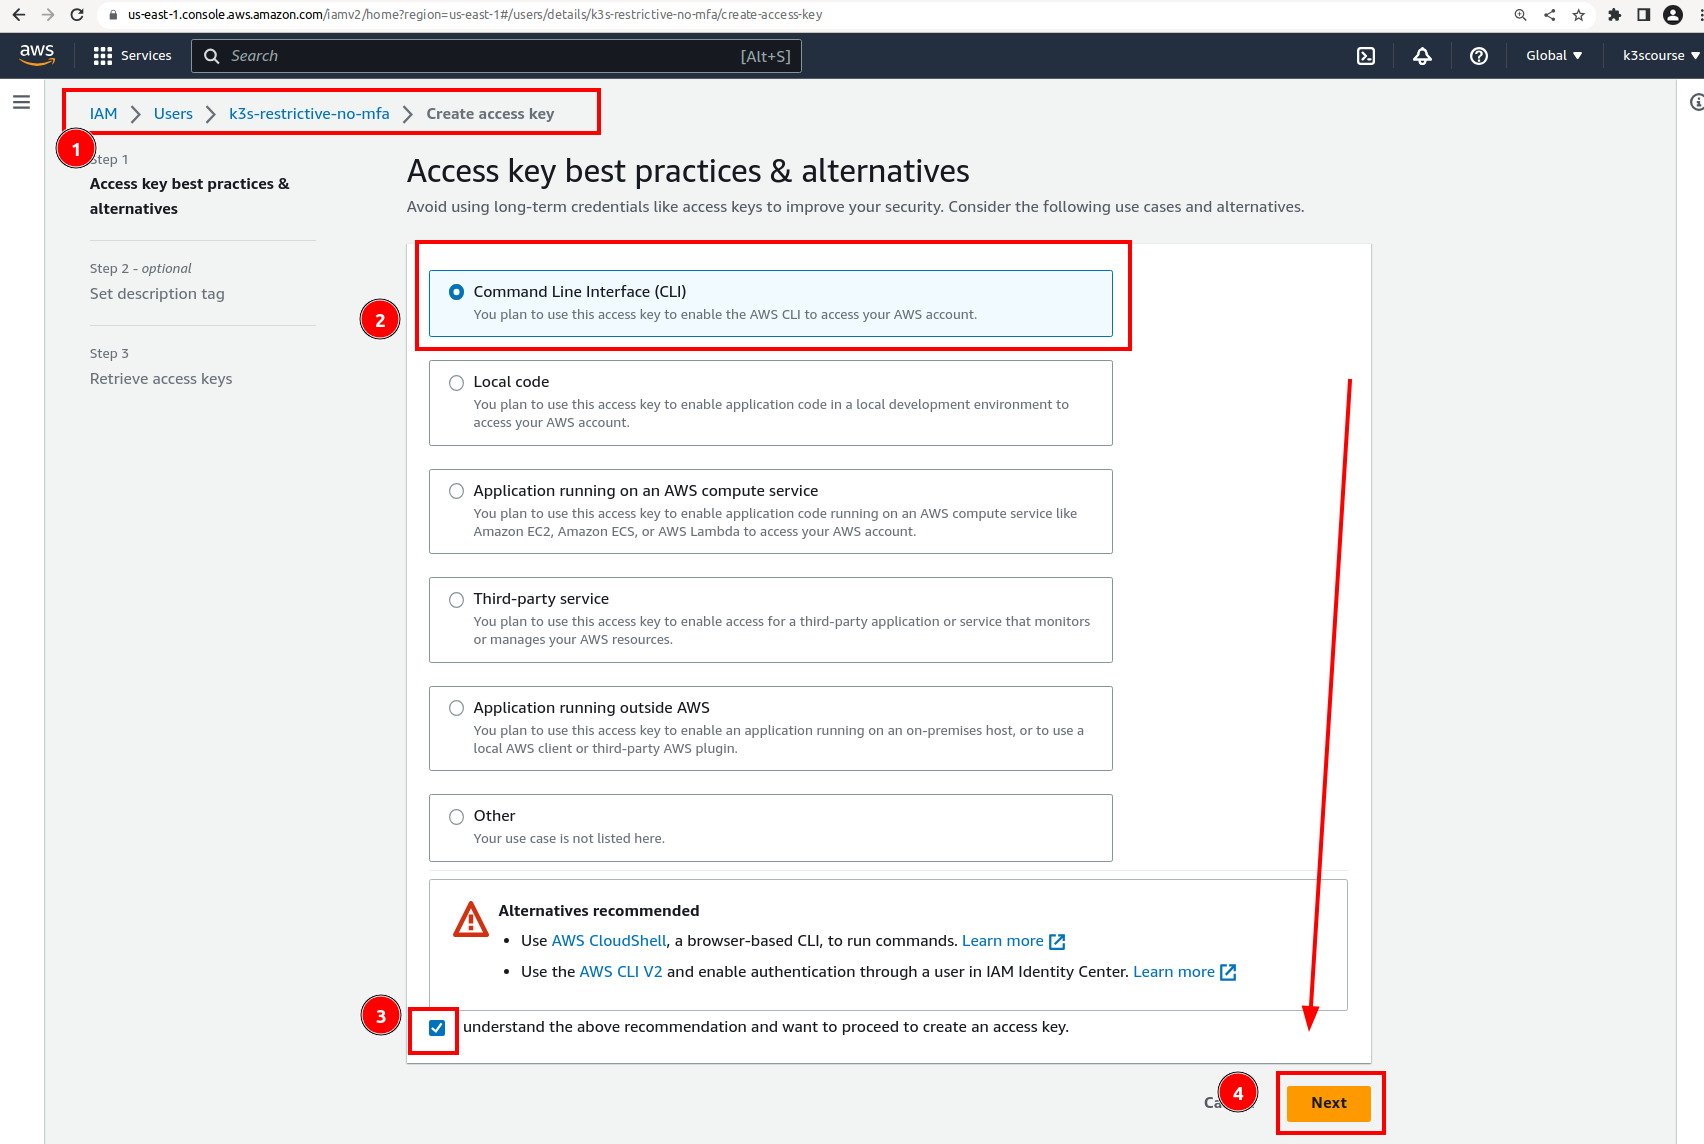 us-east-1.console.aws.amazon.com/iamv2/home?region=us-east-1#/users/details/k3s-restrictive-no-mfa/create-access-key
aws Services Search [Alt+S] Global k3scourse
IAM Users k3s-restrictive-no-mfa Create access key
1
Step 1
Access key best practices &
alternatives
Step 2 - optional
Set description tag
Step 3
Retrieve access keys
Access key best practices & alternatives
Avoid using long-term credentials like access keys to improve your security. Consider the following use cases and alternatives.
2
Command Line Interface (CLI)
You plan to use this access key to enable the AWS CLI to access your AWS account.
Local code
You plan to use this access key to enable application code in a local development environment to
access your AWS account.
Application running on an AWS compute service
You plan to use this access key to enable application code running on an AWS compute service like
Amazon EC2, Amazon ECS, or AWS Lambda to access your AWS account.
Third-party service
You plan to use this access key to enable access for a third-party application or service that monitors
or manages your AWS resources.
Application running outside AWS
You plan to use this access key to enable an application running on an on-premises host, or to use a
local AWS client or third-party AWS plugin.
Other
Your use case is not listed here.
Alternatives recommended
• Use AWS CloudShell, a browser-based CLI, to run commands. Learn more
• Use the AWS CLI V2 and enable authentication through a user in IAM Identity Center. Learn more
3
understand the above recommendation and want to proceed to create an access key.
4
Next